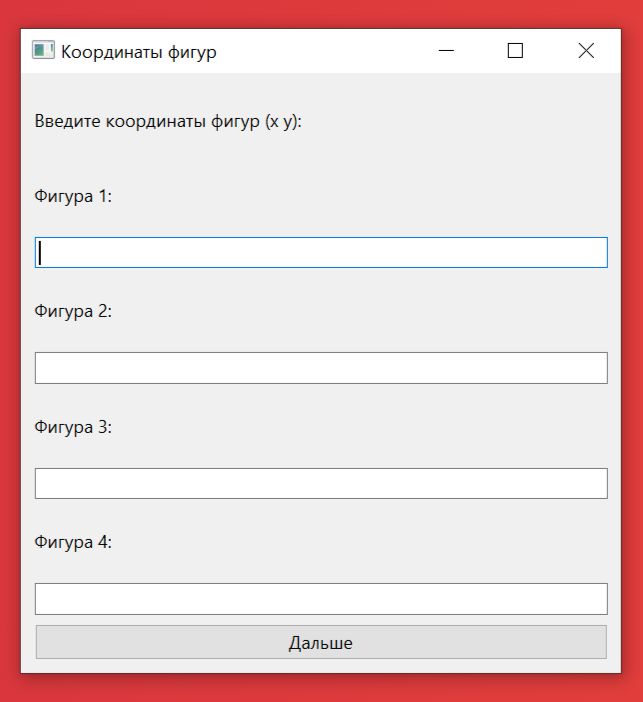 Координаты фигур
Введите координаты фигур (x y):
Фигура 1:
Фигура 2:
Фигура 3:
Фигура 4:
Дальше